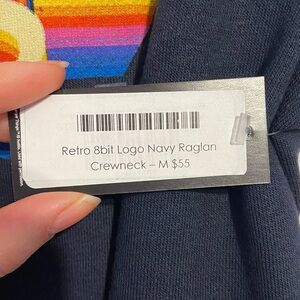 Retro 8bit Logo Navy Raglan
Crewneck – M $55